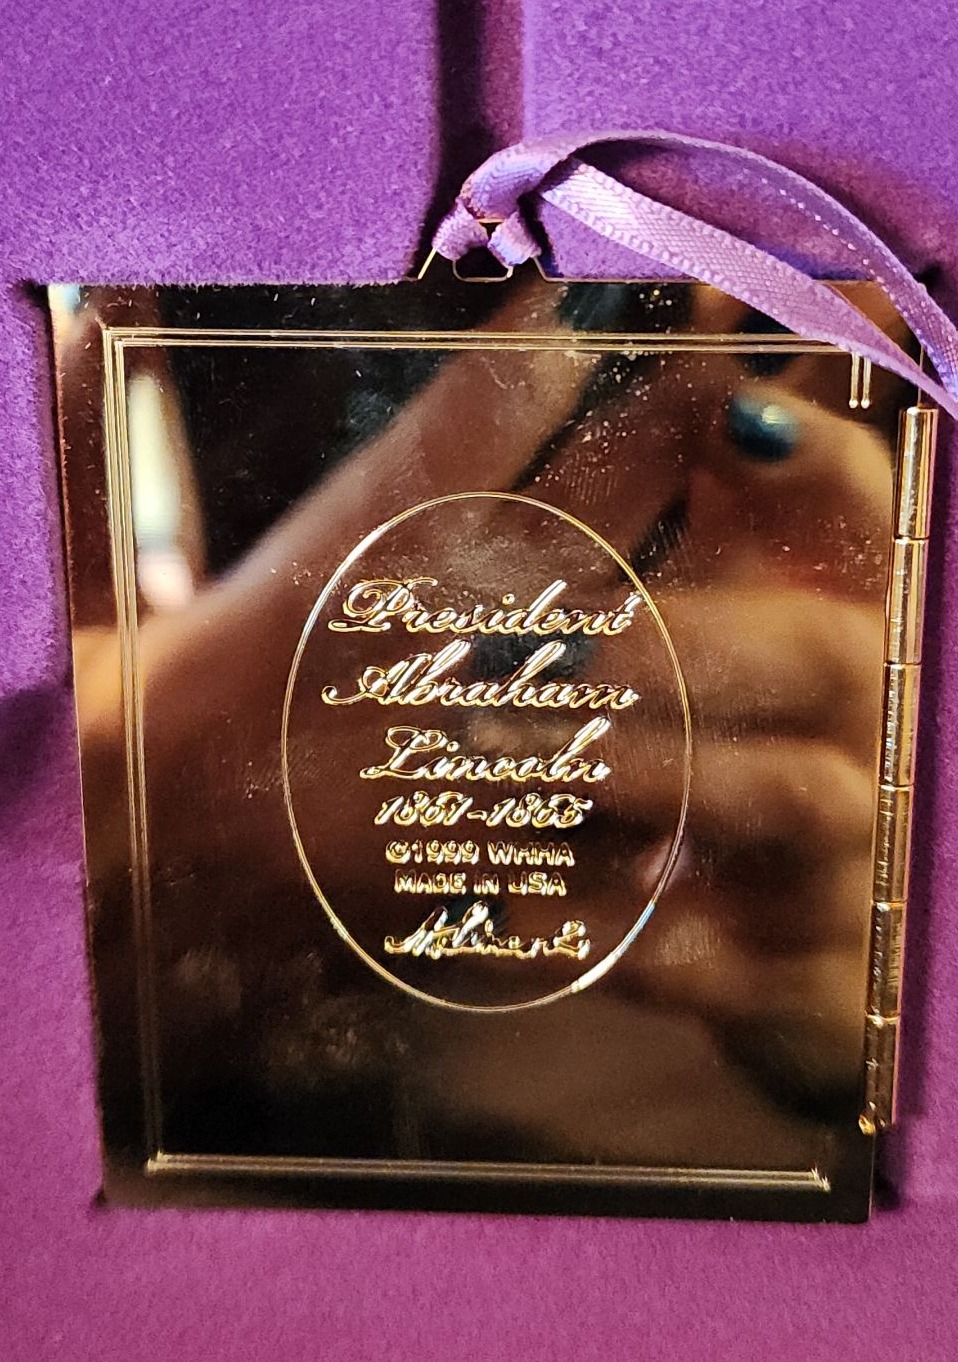 President
Abraham
Lincoln
1861-1865
©1999 WHHA
MADE IN USA